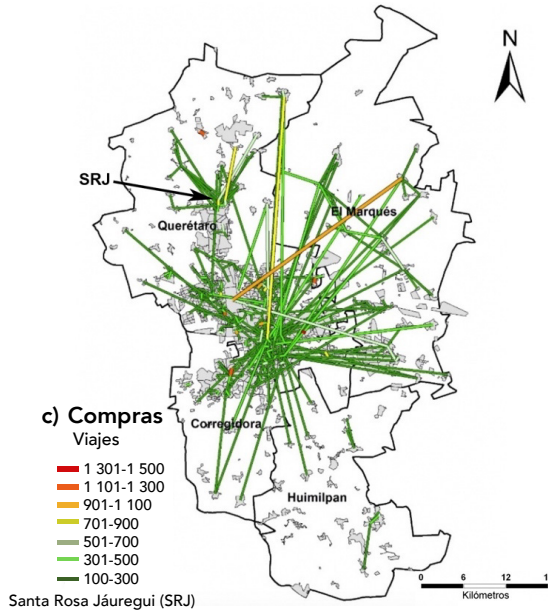 N
SRJ
El Marqués
Querétaro
c) Compras
Viajes
Corregidora
1 301-1 500
1 101-1 300
901-1 100
701-900
501-700
301-500
100-300
Huimilpan
0 6 12 1
Kilómetros
Santa Rosa Jáuregui (SRJ)